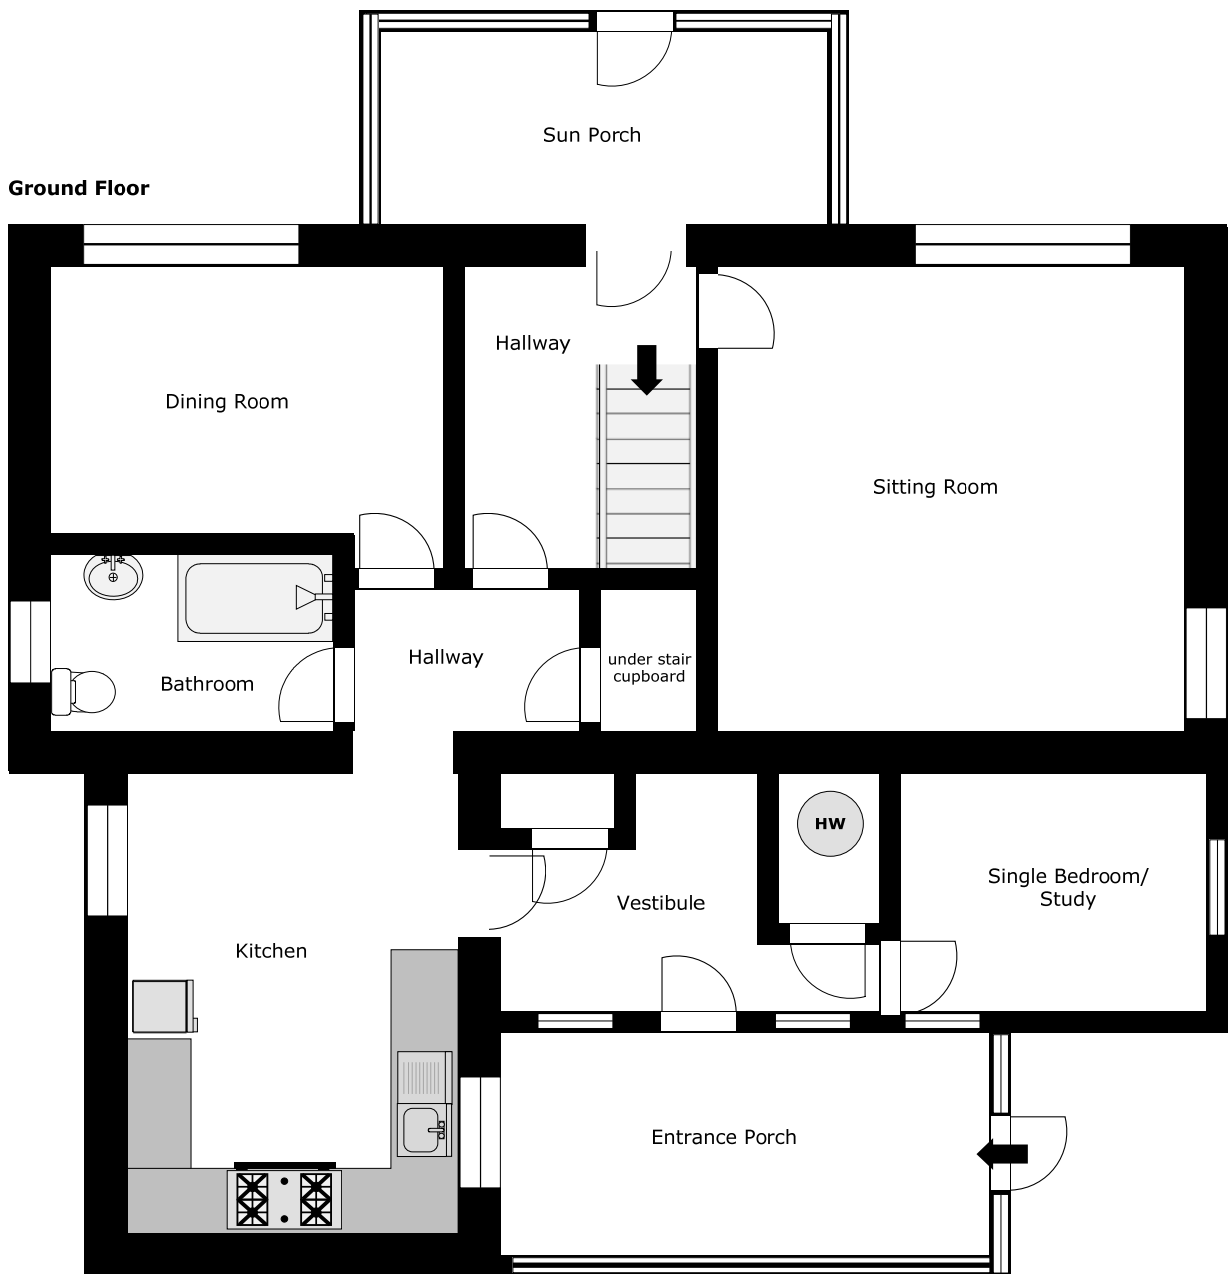 Sun Porch
Ground Floor
Hallway
Dining Room
Sitting Room
Hallway
under stair
cupboard
Bathroom
HW
Single Bedroom/
Study
Vestibule
Kitchen
Entrance Porch